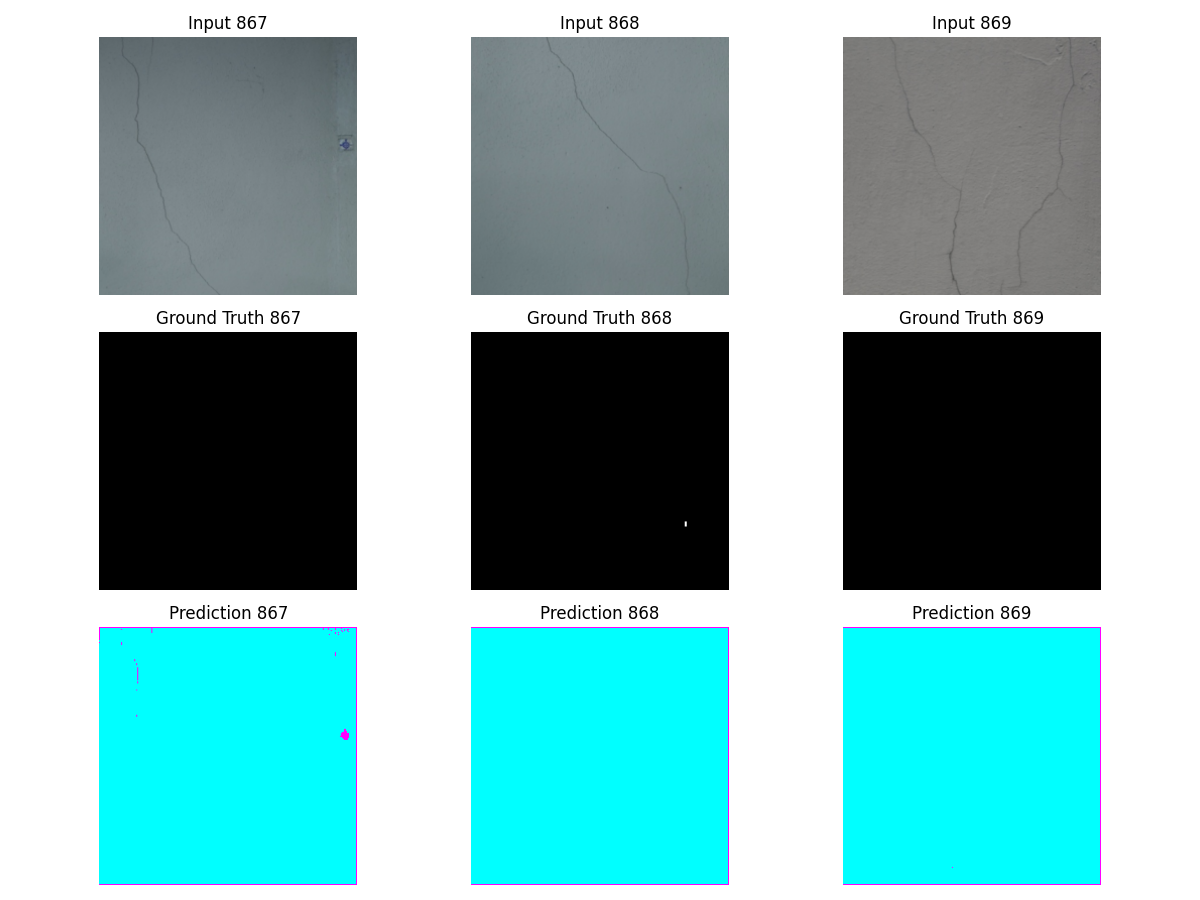 Input 867
Input 868
Input 869
Ground Truth 867
Ground Truth 868
Ground Truth 869
Prediction 867
Prediction 868
Prediction 869